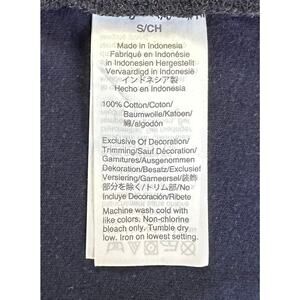 S/CH
Made in Indonesia
Fabriqué en Indonésie
in Indonesien Hergestellt
Vervaardigd in Indonesië
インドネシア製
Hecho en Indonesia
100% Cotton/Coton/
Baumwolle/Katoen/
綿/algodón
Exclusive Of Decoration/
Trimming/Sauf Décoration/
Garnitures/Ausgenommen
Dekoration/Besatz/Exclusief
Versiering/Garneersel/装飾
部分を除く/トリム部/No
Incluye Decoración/Ribete
Machine wash cold with
like colors. Non-chlorine
bleach only. Tumble dry
low. Iron on lowest setting.